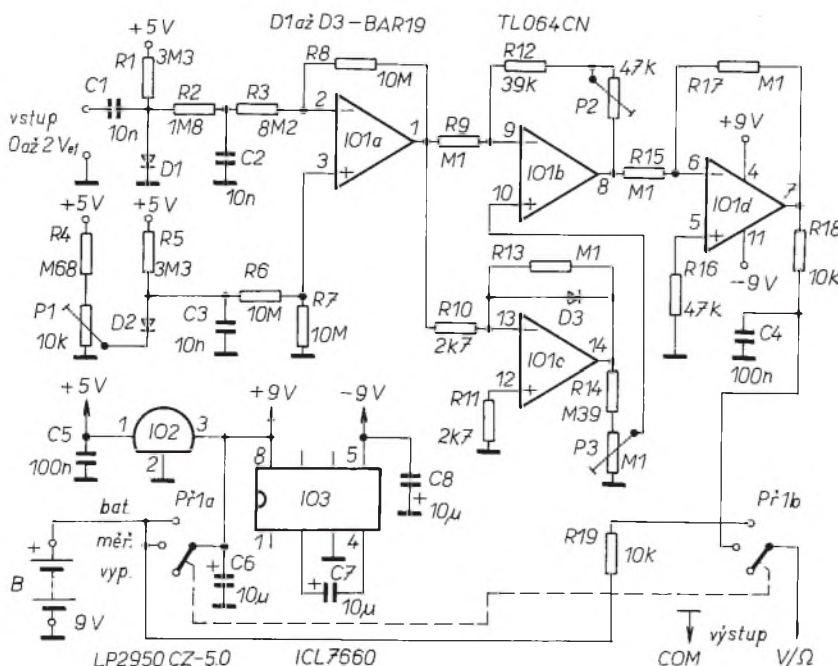 D1 až D3 – BAR19
TL064CN
+5V
R1
3M3
C1
10n
vstup
0 až 2 Vef
R2
1M8
R3
8M2
R8
10M
C2
10n
D1
2
3
1
IO1a
R9
M1
R12
39k
47k
P2
9
10
8
IO1b
R15
M1
R17
M1
+9V
4
6
5
7
IO1d
11
-9V
R16
47k
R18
10k
C4
100n
+5V
+5V
R4
M68
R5
3M3
P1
10k
D2
C3
10n
R6
10M
R7
10M
R10
2k7
R13
M1
D3
13
12
14
IO1c
R11
2k7
R14
M39
P3
M1
+5V
C5
100n
1
IO2
3
2
+9V
-9V
8
5
IO3
1
4
C8
+
10µ
bat.
měř.
vyp.
Př1a
+
C6
10µ
+
C7
10µ
R19
10k
Př1b
+
B
9V
LP2950 CZ-5.0
ICL7660
COM
výstup
V/Ω